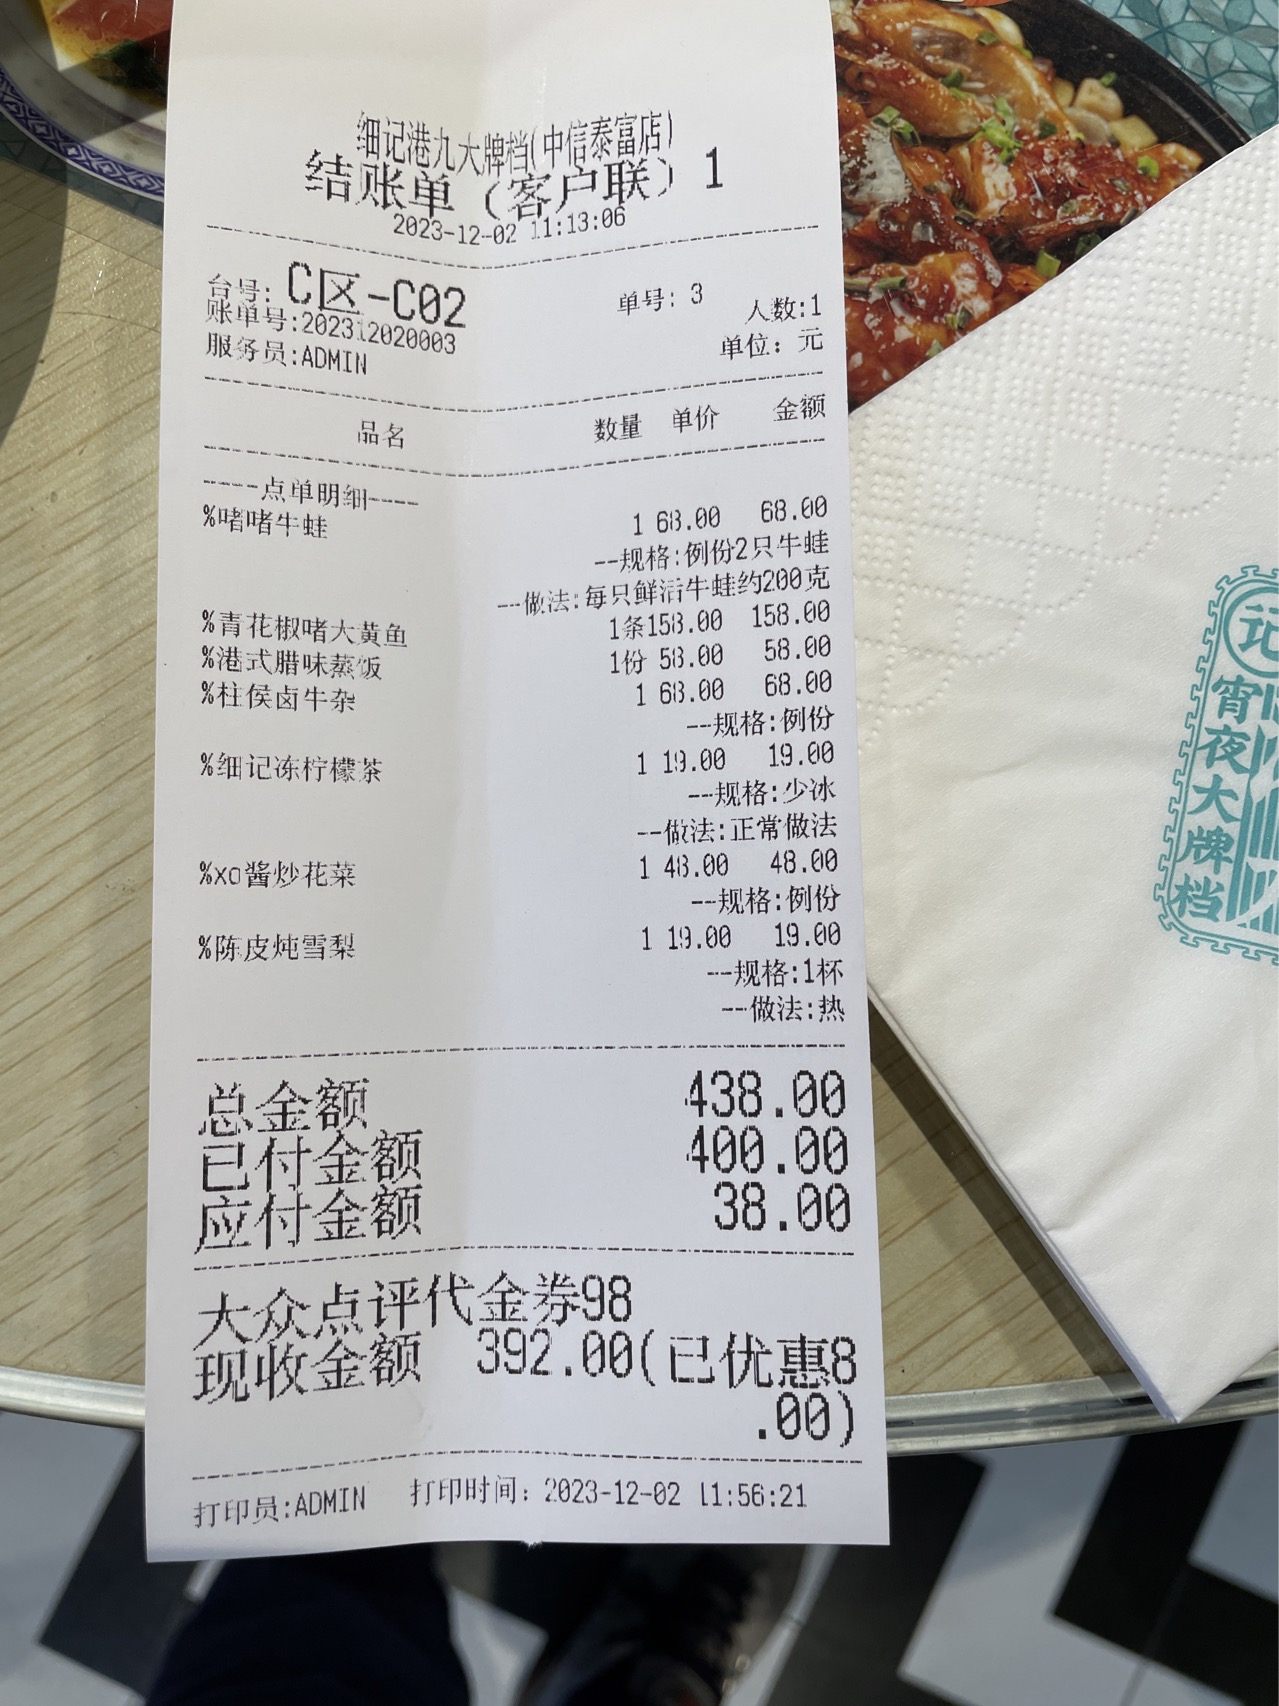 细记港九大牌档(中信泰富店)
结账单（客户联）1
2023-12-02 11:13:06
台号: C区-C02 单号: 3
账单号:202312020003 人数:1
服务员:ADMIN 单位: 元
品名 数量 单价 金额
----点单明细----
%啫啫牛蛙 1 68.00 68.00
--规格:例份2只牛蛙
--做法:每只鲜活牛蛙约200克
%青花椒啫大黄鱼 1条158.00 158.00
%港式腊味蒸饭 1份 58.00 58.00
%柱侯卤牛杂 1 68.00 68.00
--规格:例份
%细记冻柠檬茶 1 19.00 19.00
--规格:少冰
--做法:正常做法
%xo酱炒花菜 1 48.00 48.00
--规格:例份
%陈皮炖雪梨 1 19.00 19.00
--规格:1杯
--做法:热
总金额 438.00
已付金额 400.00
应付金额 38.00
大众点评代金券98
现收金额 392.00(已优惠8
.00)
打印员:ADMIN 打印时间: 2023-12-02 11:56:21
记
宵夜大牌档